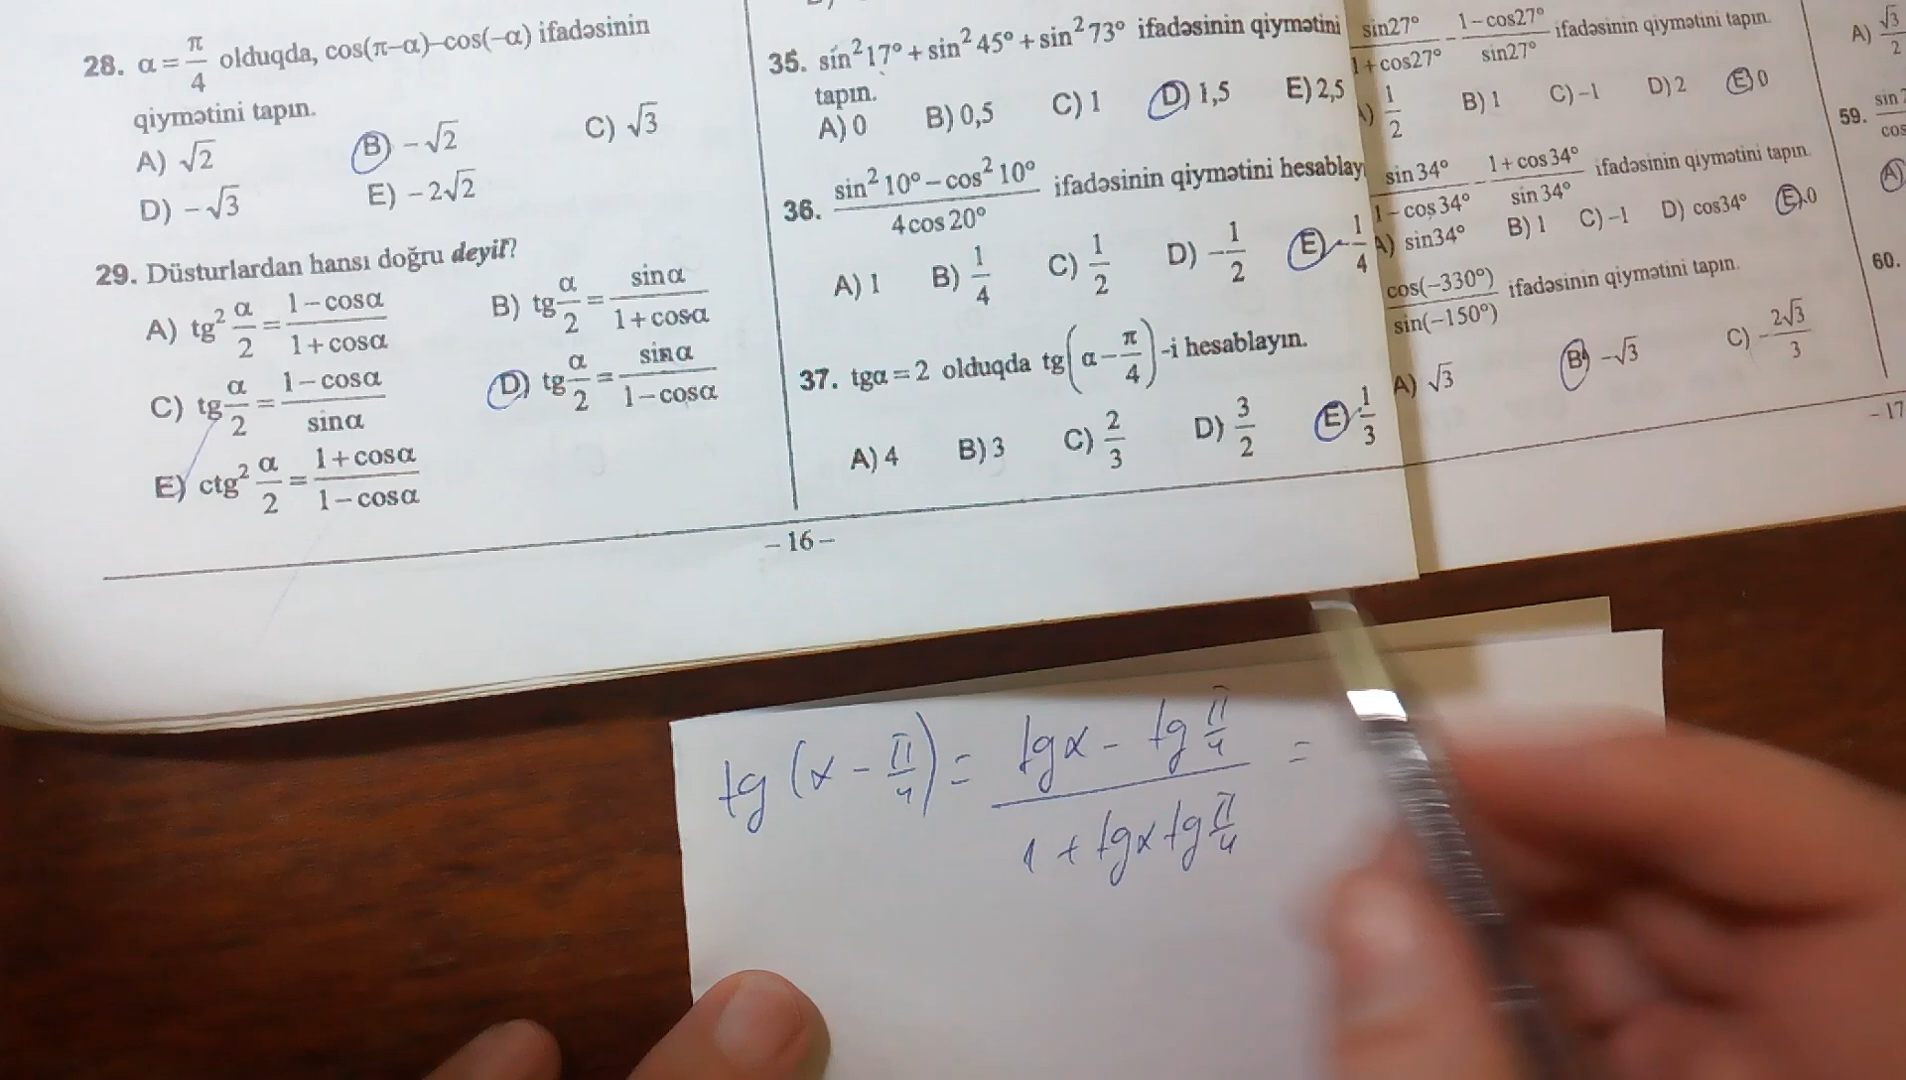 28. α = π/4 olduqda, cos(π–α)–cos(–α) ifadəsinin
qiymətini tapın.
A) √2 B) –√2 C) √3
D) –√3 E) –2√2
29. Düsturlardan hansı doğru deyil?
A) tg² α/2 = (1–cosα)/(1+cosα) B) tg α/2 = sinα/(1+cosα)
C) tg α/2 = (1–cosα)/sinα D) tg α/2 = sinα/(1–cosα)
E) ctg² α/2 = (1+cosα)/(1–cosα)
35. sin²17° + sin²45° + sin²73° ifadəsinin qiymətini
tapın.
A) 0 B) 0,5 C) 1 D) 1,5 E) 2,5
36. (sin²10° – cos²10°)/(4cos20°) ifadəsinin qiymətini hesablay
A) 1 B) 1/4 C) 1/2 D) –1/2 E) –1/4
37. tgα = 2 olduqda tg(α – π/4)-i hesablayın.
A) 4 B) 3 C) 2/3 D) 3/2 E) 1/3
– 16 –
sin27°/(1+cos27°) – (1–cos27°)/sin27° ifadəsinin qiymətini tapın.
1/2 B) 1 C) –1 D) 2 E) 0
sin34°/(1–cos34°) – (1+cos34°)/sin34° ifadəsinin qiymətini tapın.
A) sin34° B) 1 C) –1 D) cos34° E) 0
cos(–330°)/sin(–150°) ifadəsinin qiymətini tapın.
A) √3 B) –√3 C) –2√3/3
– 17
A) √3/2
59. sin
cos
A)
60.
tg(α – π/4) = (tgα – tg π/4)/(1 + tgα tg π/4) =